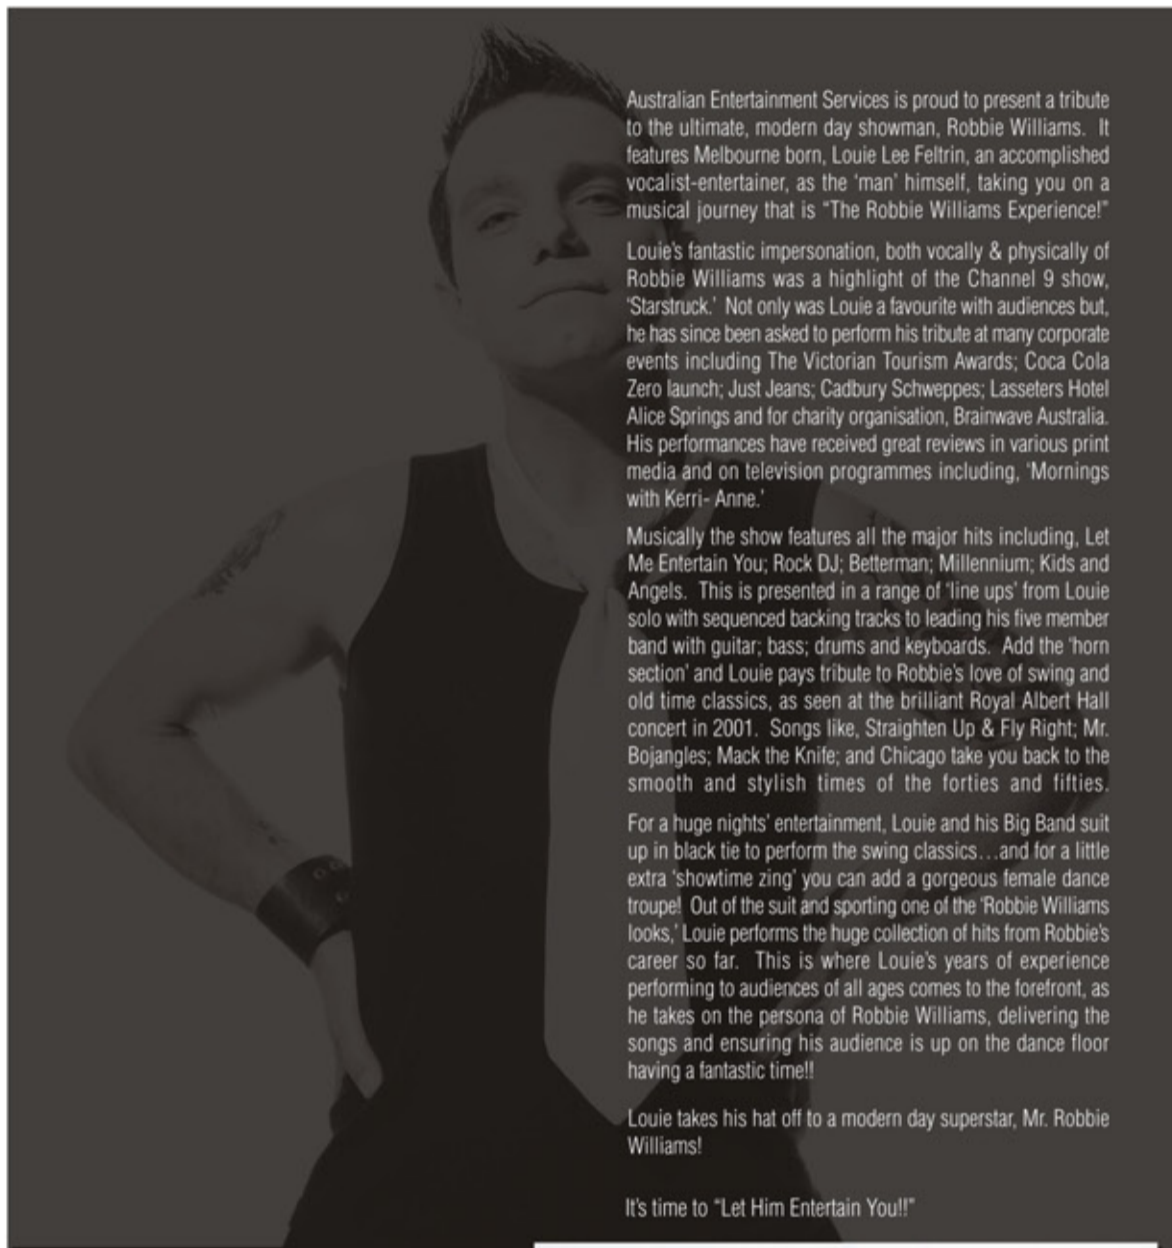 Australian Entertainment Services is proud to present a tribute
to the ultimate, modern day showman, Robbie Williams. It
features Melbourne born, Louie Lee Feltrin, an accomplished
vocalist-entertainer, as the ‘man’ himself, taking you on a
musical journey that is “The Robbie Williams Experience!”
Louie’s fantastic impersonation, both vocally & physically of
Robbie Williams was a highlight of the Channel 9 show,
‘Starstruck.’ Not only was Louie a favourite with audiences but,
he has since been asked to perform his tribute at many corporate
events including The Victorian Tourism Awards; Coca Cola
Zero launch; Just Jeans; Cadbury Schweppes; Lasseters Hotel
Alice Springs and for charity organisation, Brainwave Australia.
His performances have received great reviews in various print
media and on television programmes including, ‘Mornings
with Kerri- Anne.’
Musically the show features all the major hits including, Let
Me Entertain You; Rock DJ; Betterman; Millennium; Kids and
Angels. This is presented in a range of ‘line ups’ from Louie
solo with sequenced backing tracks to leading his five member
band with guitar; bass; drums and keyboards. Add the ‘horn
section’ and Louie pays tribute to Robbie’s love of swing and
old time classics, as seen at the brilliant Royal Albert Hall
concert in 2001. Songs like, Straighten Up & Fly Right; Mr.
Bojangles; Mack the Knife; and Chicago take you back to the
smooth and stylish times of the forties and fifties.
For a huge nights’ entertainment, Louie and his Big Band suit
up in black tie to perform the swing classics…and for a little
extra ‘showtime zing’ you can add a gorgeous female dance
troupe! Out of the suit and sporting one of the ‘Robbie Williams
looks,’ Louie performs the huge collection of hits from Robbie’s
career so far. This is where Louie’s years of experience
performing to audiences of all ages comes to the forefront, as
he takes on the persona of Robbie Williams, delivering the
songs and ensuring his audience is up on the dance floor
having a fantastic time!!
Louie takes his hat off to a modern day superstar, Mr. Robbie
Williams!
It’s time to “Let Him Entertain You!!”